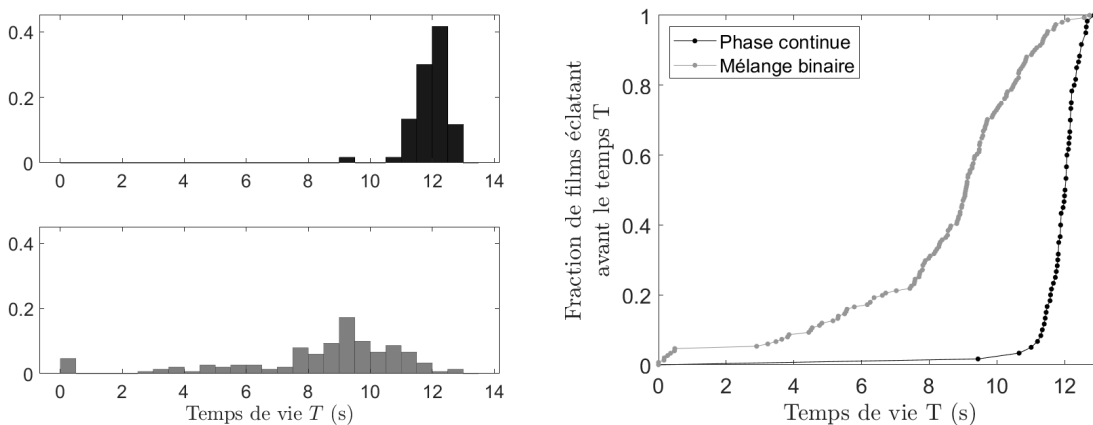 0.4
0.2
0
0 2 4 6 8 10 12 14
0.4
0.2
0
0 2 4 6 8 10 12 14
Temps de vie T (s)
Fraction de films éclatant
avant le temps T
1
0.8
0.6
0.4
0.2
0
0 2 4 6 8 10 12
Phase continue
Mélange binaire
Temps de vie T (s)